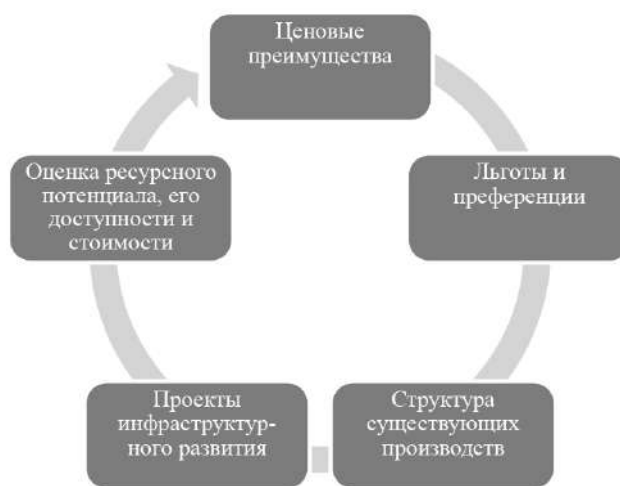 Ценовые
преимущества
Льготы и
преференции
Структура
существующих
производств
Проекты
инфраструктур-
ного развития
Оценка ресурсного
потенциала, его
доступности и
стоимости